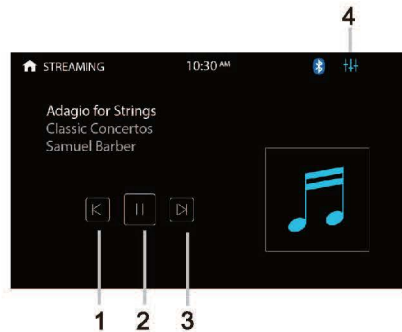 4
STREAMING 10:30 AM
Adagio for Strings
Classic Concertos
Samuel Barber
1 2 3